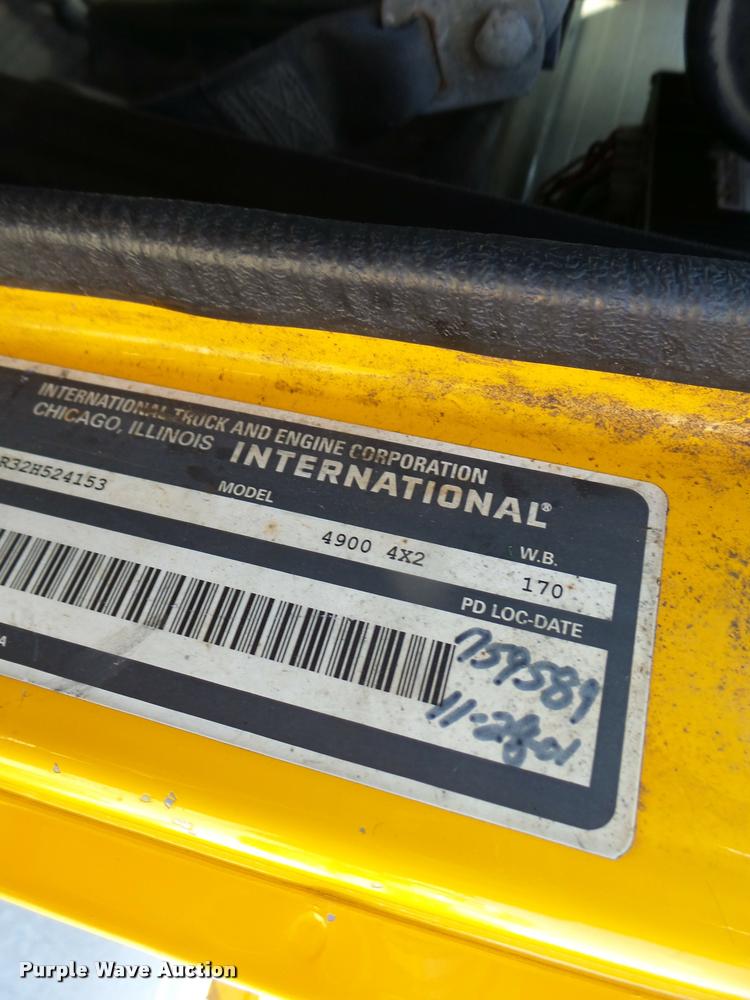 INTERNATIONAL TRUCK AND ENGINE CORPORATION
CHICAGO, ILLINOIS INTERNATIONAL®
R32H524153 MODEL 4900 4X2 W.B. 170
PD LOC-DATE
759589
11-28-01
Purple Wave Auction